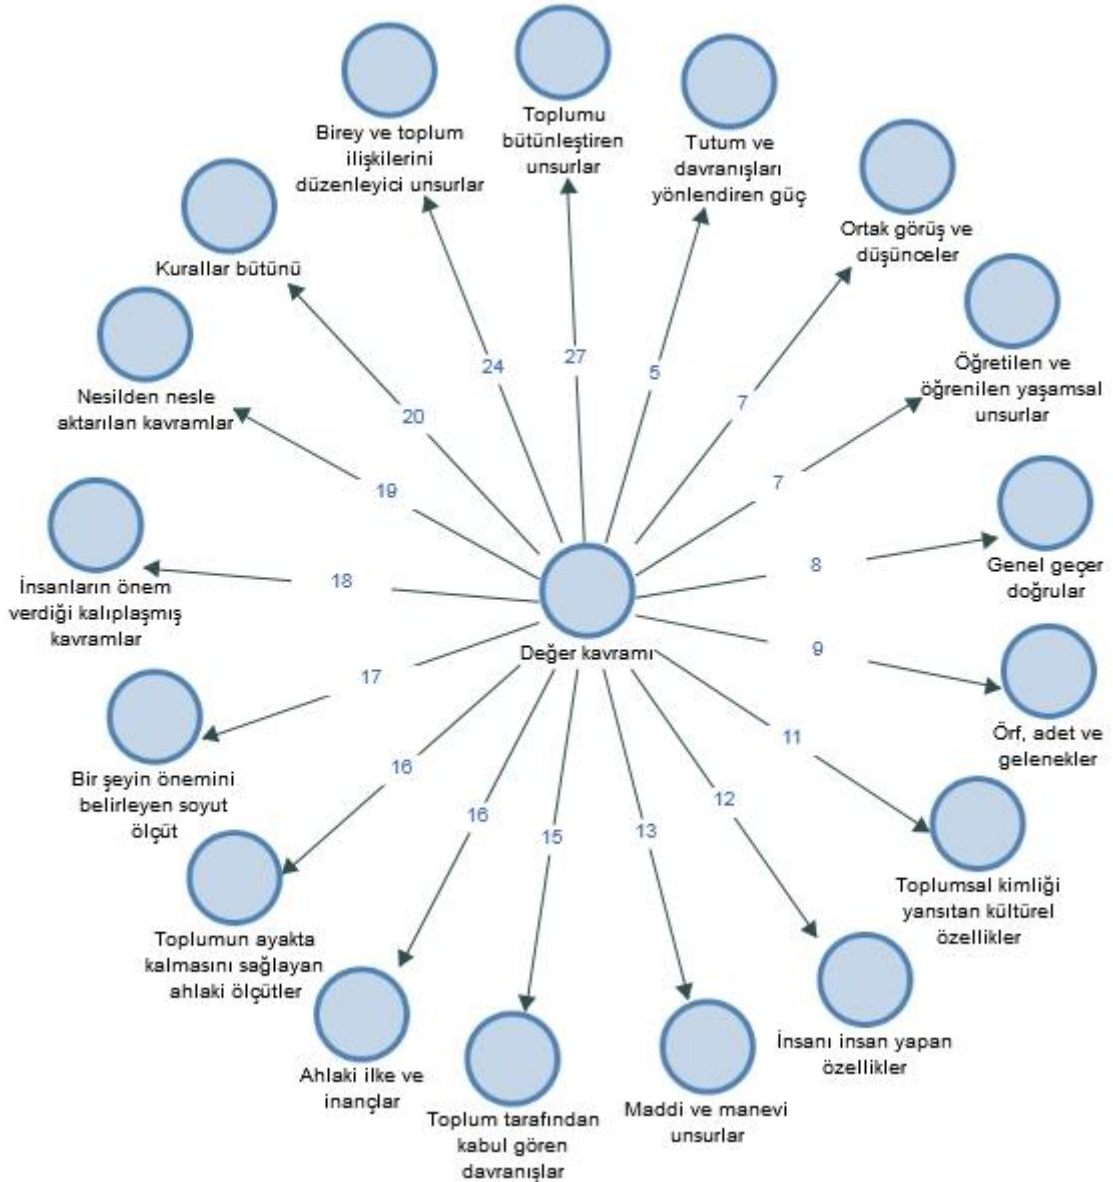 Toplumu
bütünleştiren
unsurlar
Birey ve toplum
ilişkilerini
düzenleyici unsurlar
Tutum ve
davranışları
yönlendiren güç
Ortak görüş ve
düşünceler
Kurallar bütünü
Öğretilen ve
öğrenilen yaşamsal
unsurlar
Nesilden nesle
aktarılan kavramlar
27
24
5
7
20
7
19
Genel geçer
doğrular
8
18
İnsanların önem
verdiği kalıplaşmış
kavramlar
Değer kavramı
9
17
Örf, adet ve
gelenekler
11
Bir şeyin önemini
belirleyen soyut
ölçüt
16
16
12
13
15
Toplumsal kimliği
yansıtan kültürel
özellikler
Toplumun ayakta
kalmasını sağlayan
ahlaki ölçütler
İnsanı insan yapan
özellikler
Ahlaki ilke ve
inançlar
Maddi ve manevi
unsurlar
Toplum tarafından
kabul gören
davranışlar